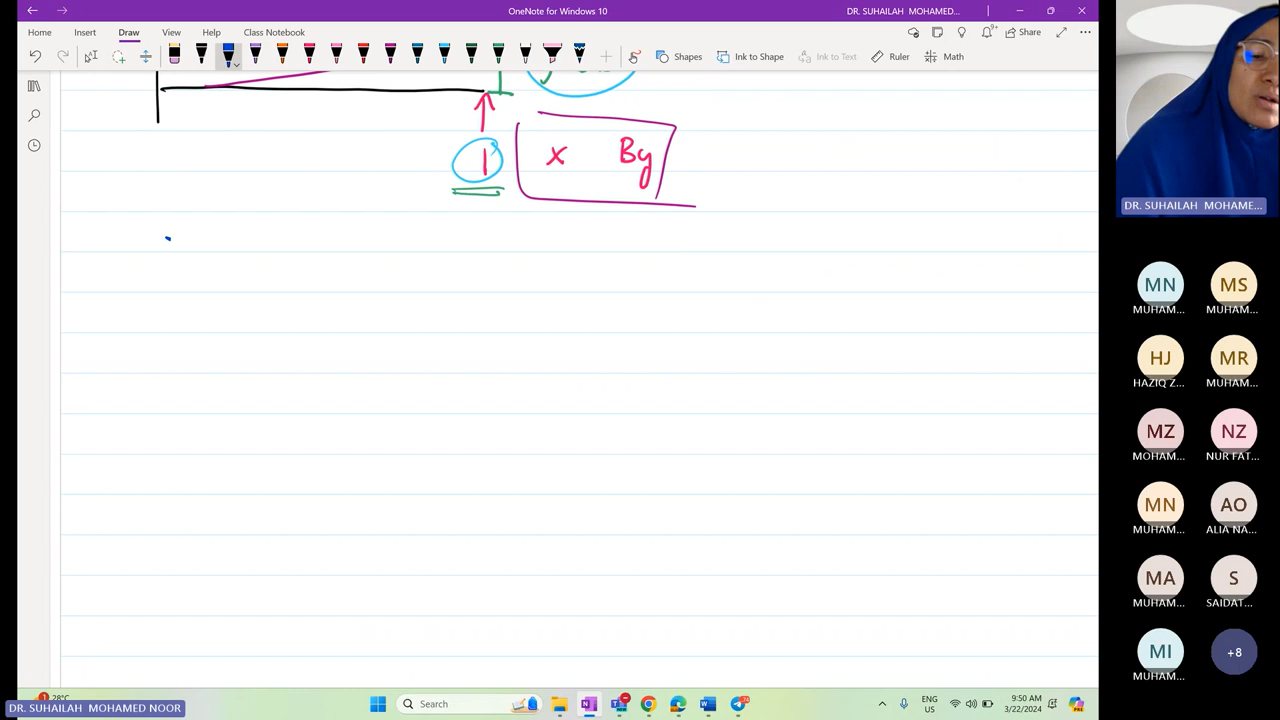 OneNote for Windows 10
DR. SUHAILAH MOHAMED...
Home Insert Draw View Help Class Notebook
Share
Shapes Ink to Shape Ink to Text Ruler Math
1 x By
DR. SUHAILAH MOHAME...
MN MS
MUHAM... MUHAM...
HJ MR
HAZIQ Z... MUHAM...
MZ NZ
MOHAM... NUR FAT...
MN AO
MUHAM... ALIA NA...
MA S
MUHAM... SAIDAT...
MI +8
MUHAM...
28°C
DR. SUHAILAH MOHAMED NOOR
Search
ENG
US
9:50 AM
3/22/2024